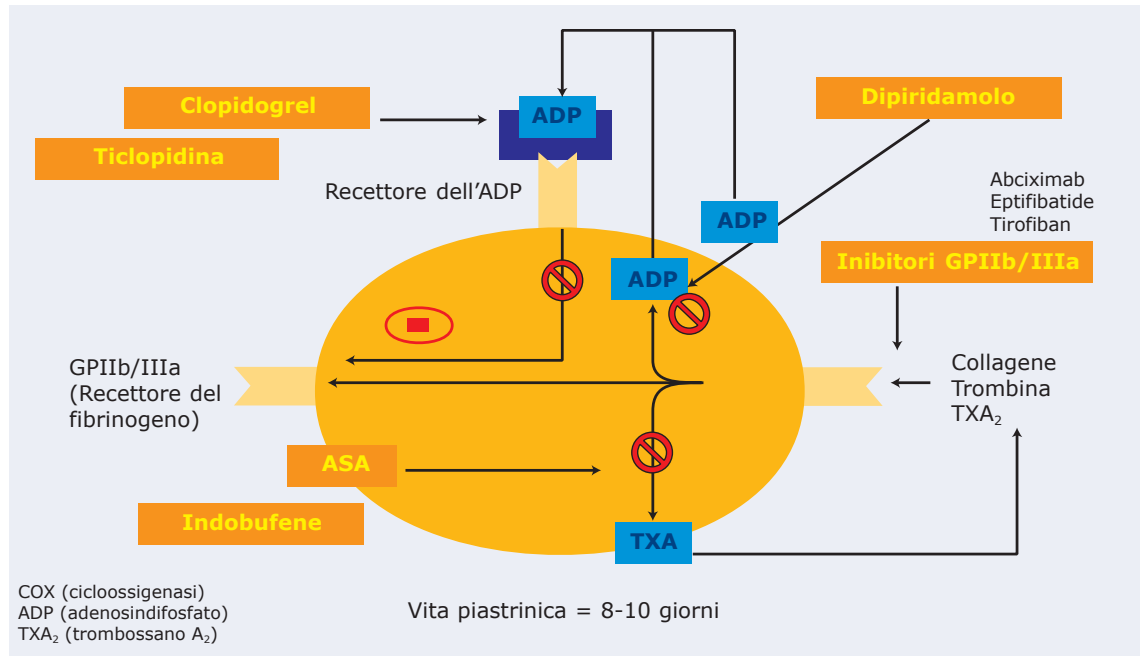 ADP
Clopidogrel
Dipiridamolo
Ticlopidina
Recettore dell'ADP
Abciximab
Eptifibatide
Tirofiban
ADP
Inibitori GPIIb/IIIa
ADP
GPIIb/IIIa
(Recettore del
fibrinogeno)
Collagene
Trombina
TXA₂
ASA
Indobufene
TXA
COX (cicloossigenasi)
ADP (adenosindifosfato)
TXA₂ (trombossano A₂)
Vita piastrinica = 8-10 giorni